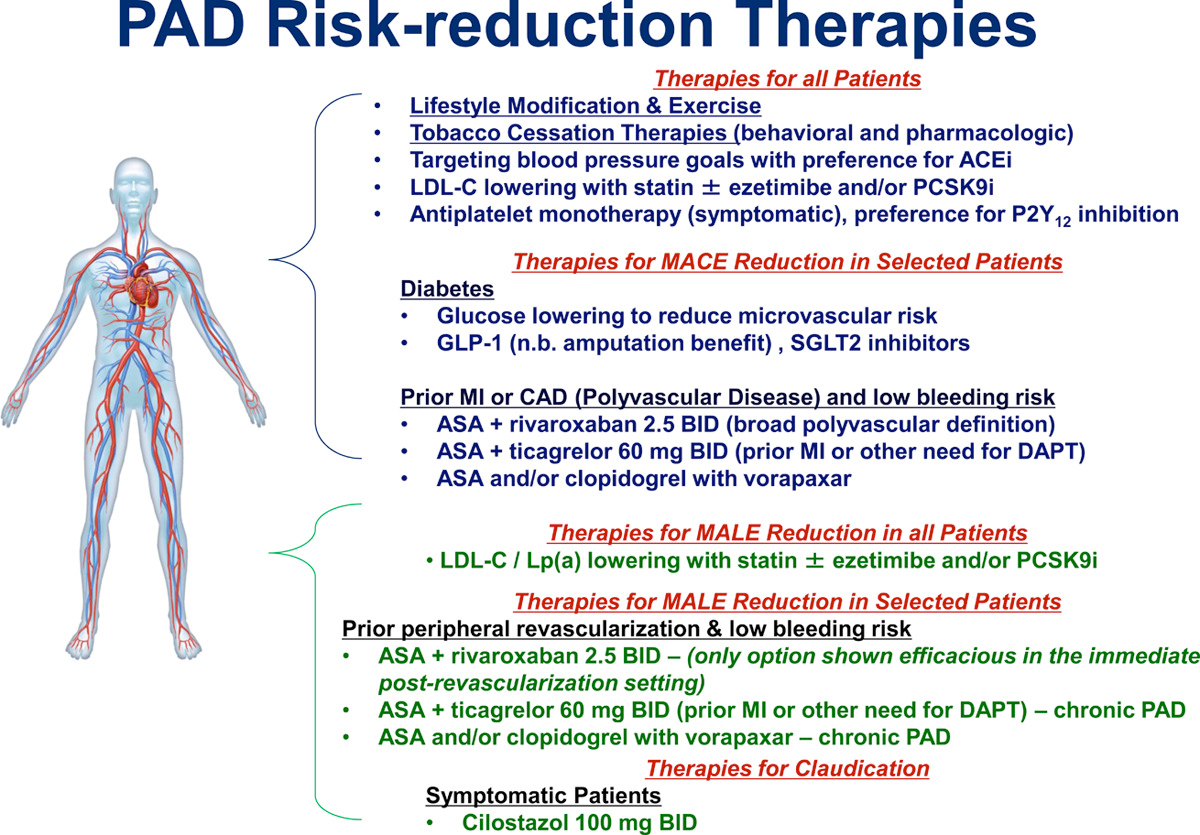 PAD Risk-reduction Therapies
Therapies for all Patients
• Lifestyle Modification & Exercise
• Tobacco Cessation Therapies (behavioral and pharmacologic)
• Targeting blood pressure goals with preference for ACEi
• LDL-C lowering with statin ± ezetimibe and/or PCSK9i
• Antiplatelet monotherapy (symptomatic), preference for P2Y₁₂ inhibition
Therapies for MACE Reduction in Selected Patients
Diabetes
• Glucose lowering to reduce microvascular risk
• GLP-1 (n.b. amputation benefit) , SGLT2 inhibitors
Prior MI or CAD (Polyvascular Disease) and low bleeding risk
• ASA + rivaroxaban 2.5 BID (broad polyvascular definition)
• ASA + ticagrelor 60 mg BID (prior MI or other need for DAPT)
• ASA and/or clopidogrel with vorapaxar
Therapies for MALE Reduction in all Patients
• LDL-C / Lp(a) lowering with statin ± ezetimibe and/or PCSK9i
Therapies for MALE Reduction in Selected Patients
Prior peripheral revascularization & low bleeding risk
• ASA + rivaroxaban 2.5 BID – (only option shown efficacious in the immediate
post-revascularization setting)
• ASA + ticagrelor 60 mg BID (prior MI or other need for DAPT) – chronic PAD
• ASA and/or clopidogrel with vorapaxar – chronic PAD
Therapies for Claudication
Symptomatic Patients
• Cilostazol 100 mg BID